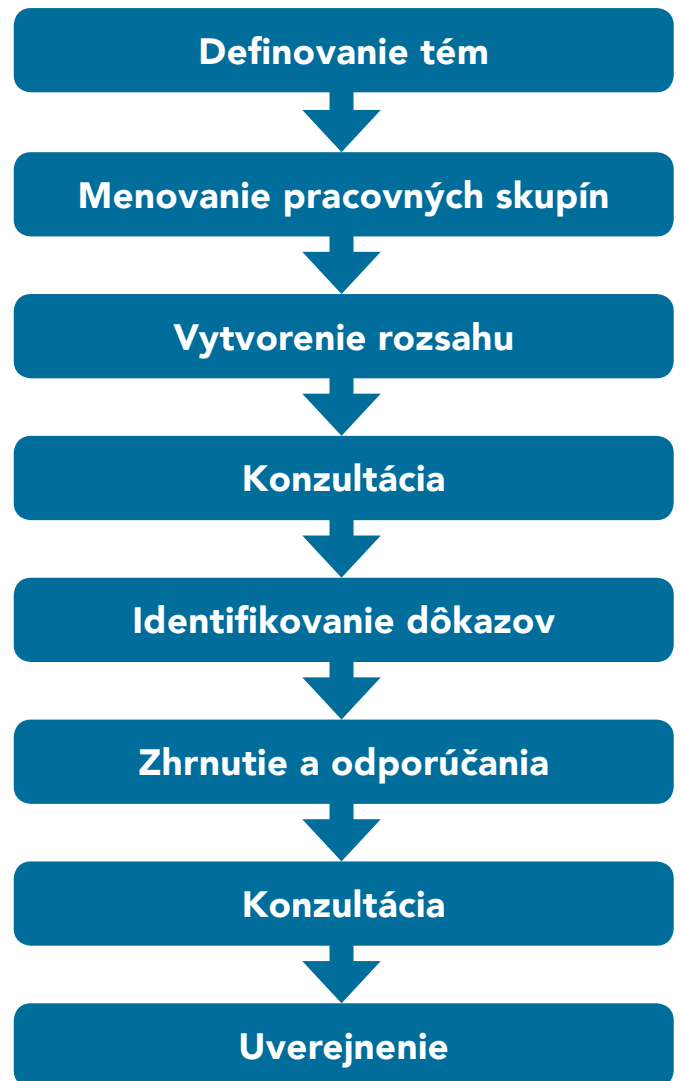 Definovanie tém
Menovanie pracovných skupín
Vytvorenie rozsahu
Konzultácia
Identifikovanie dôkazov
Zhrnutie a odporúčania
Konzultácia
Uverejnenie